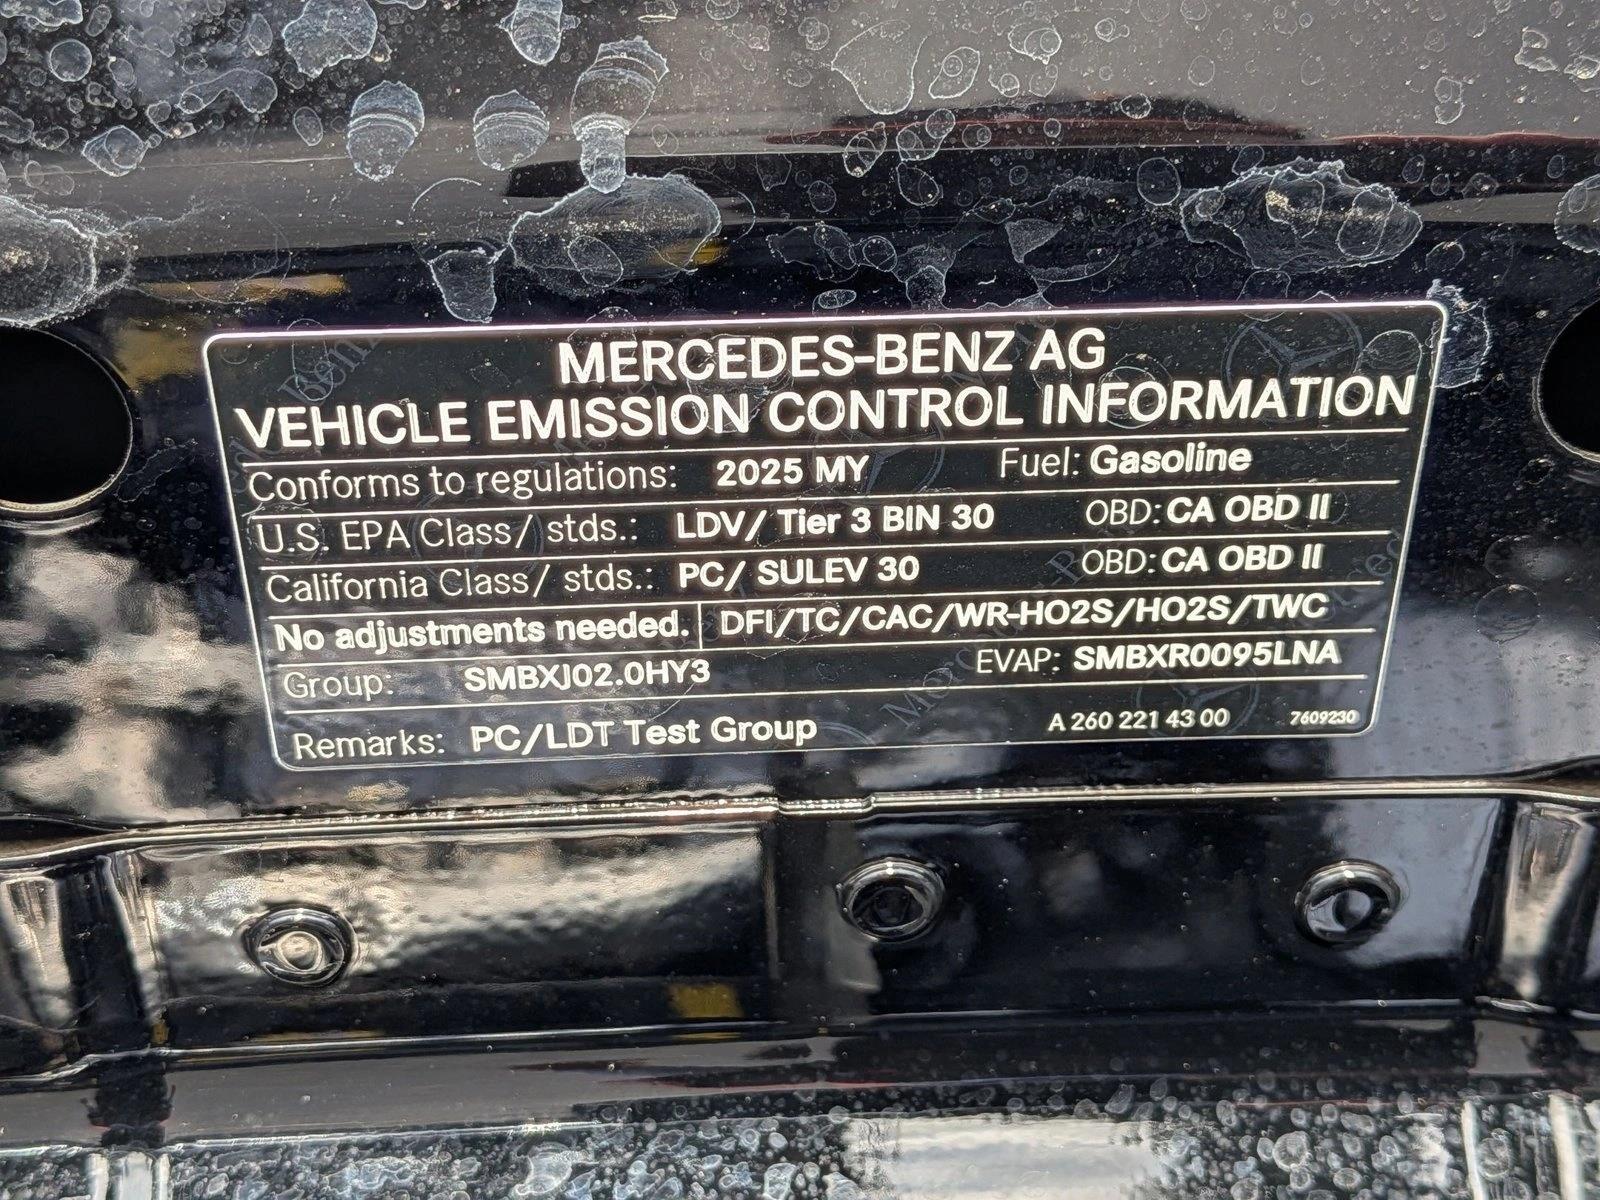 MERCEDES-BENZ AG
VEHICLE EMISSION CONTROL INFORMATION
Conforms to regulations: 2025 MY Fuel: Gasoline
U.S. EPA Class/ stds.: LDV/ Tier 3 BIN 30 OBD: CA OBD II
California Class/ stds.: PC/ SULEV 30 OBD: CA OBD II
No adjustments needed. DFI/TC/CAC/WR-HO2S/HO2S/TWC
Group: SMBXJ02.0HY3 EVAP: SMBXR0095LNA
Remarks: PC/LDT Test Group A 260 221 43 00 7609230